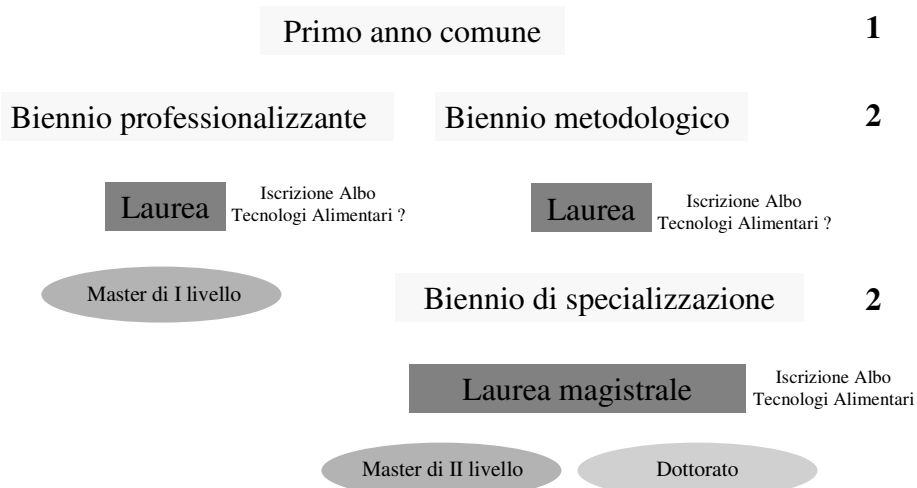 Primo anno comune
1
Biennio professionalizzante
Biennio metodologico
2
Laurea
Iscrizione Albo
Tecnologi Alimentari ?
Laurea
Iscrizione Albo
Tecnologi Alimentari ?
Master di I livello
Biennio di specializzazione
2
Laurea magistrale
Iscrizione Albo
Tecnologi Alimentari
Master di II livello
Dottorato